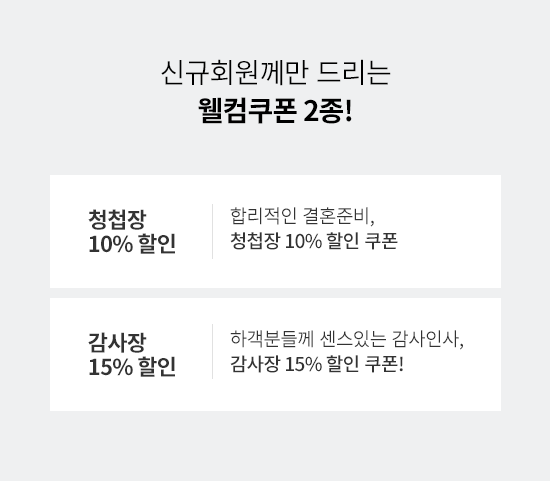 신규회원께만 드리는
웰컴쿠폰 2종!
청첩장
10% 할인
합리적인 결혼준비,
청첩장 10% 할인 쿠폰
감사장
15% 할인
하객분들께 센스있는 감사인사,
감사장 15% 할인 쿠폰!